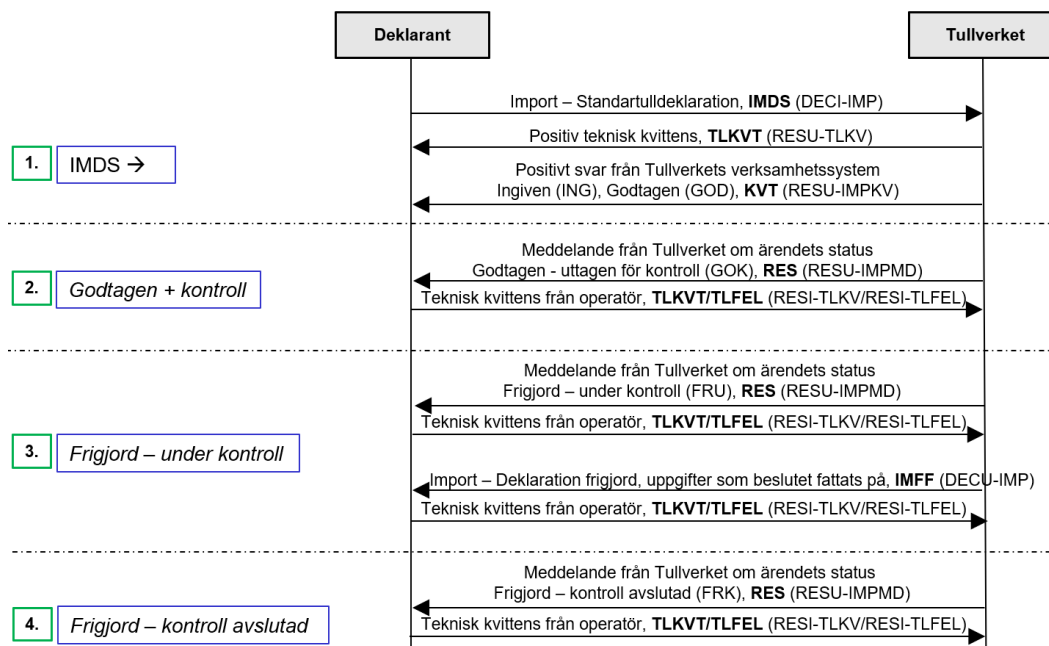 Deklarant
Tullverket
Import – Standartulldeklaration, IMDS (DECI-IMP)
Positiv teknisk kvittens, TLKVT (RESU-TLKV)
1.
IMDS →
Positivt svar från Tullverkets verksamhetssystem
Ingiven (ING), Godtagen (GOD), KVT (RESU-IMPKV)
Meddelande från Tullverket om ärendets status
Godtagen - uttagen för kontroll (GOK), RES (RESU-IMPMD)
2.
Godtagen + kontroll
Teknisk kvittens från operatör, TLKVT/TLFEL (RESI-TLKV/RESI-TLFEL)
Meddelande från Tullverket om ärendets status
Frigjord – under kontroll (FRU), RES (RESU-IMPMD)
Teknisk kvittens från operatör, TLKVT/TLFEL (RESI-TLKV/RESI-TLFEL)
3.
Frigjord – under kontroll
Import – Deklaration frigjord, uppgifter som beslutet fattats på, IMFF (DECU-IMP)
Teknisk kvittens från operatör, TLKVT/TLFEL (RESI-TLKV/RESI-TLFEL)
Meddelande från Tullverket om ärendets status
Frigjord – kontroll avslutad (FRK), RES (RESU-IMPMD)
4.
Frigjord – kontroll avslutad
Teknisk kvittens från operatör, TLKVT/TLFEL (RESI-TLKV/RESI-TLFEL)